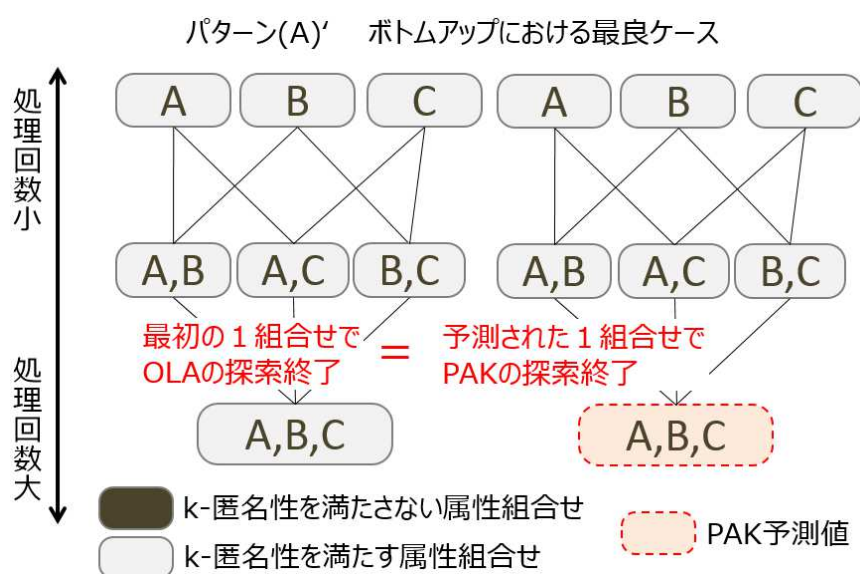 パターン(A)‘ ボトムアップにおける最良ケース
処理回数小
A
B
C
A
B
C
A,B
A,C
B,C
A,B
A,C
B,C
最初の１組合せで
OLAの探索終了
=
予測された１組合せで
PAKの探索終了
処理回数大
A,B,C
A,B,C
k-匿名性を満たさない属性組合せ
k-匿名性を満たす属性組合せ
PAK予測値